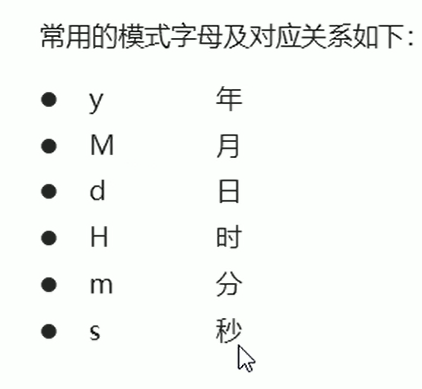 常用的模式字母及对应关系如下：
● y 年
● M 月
● d 日
● H 时
● m 分
● s 秒